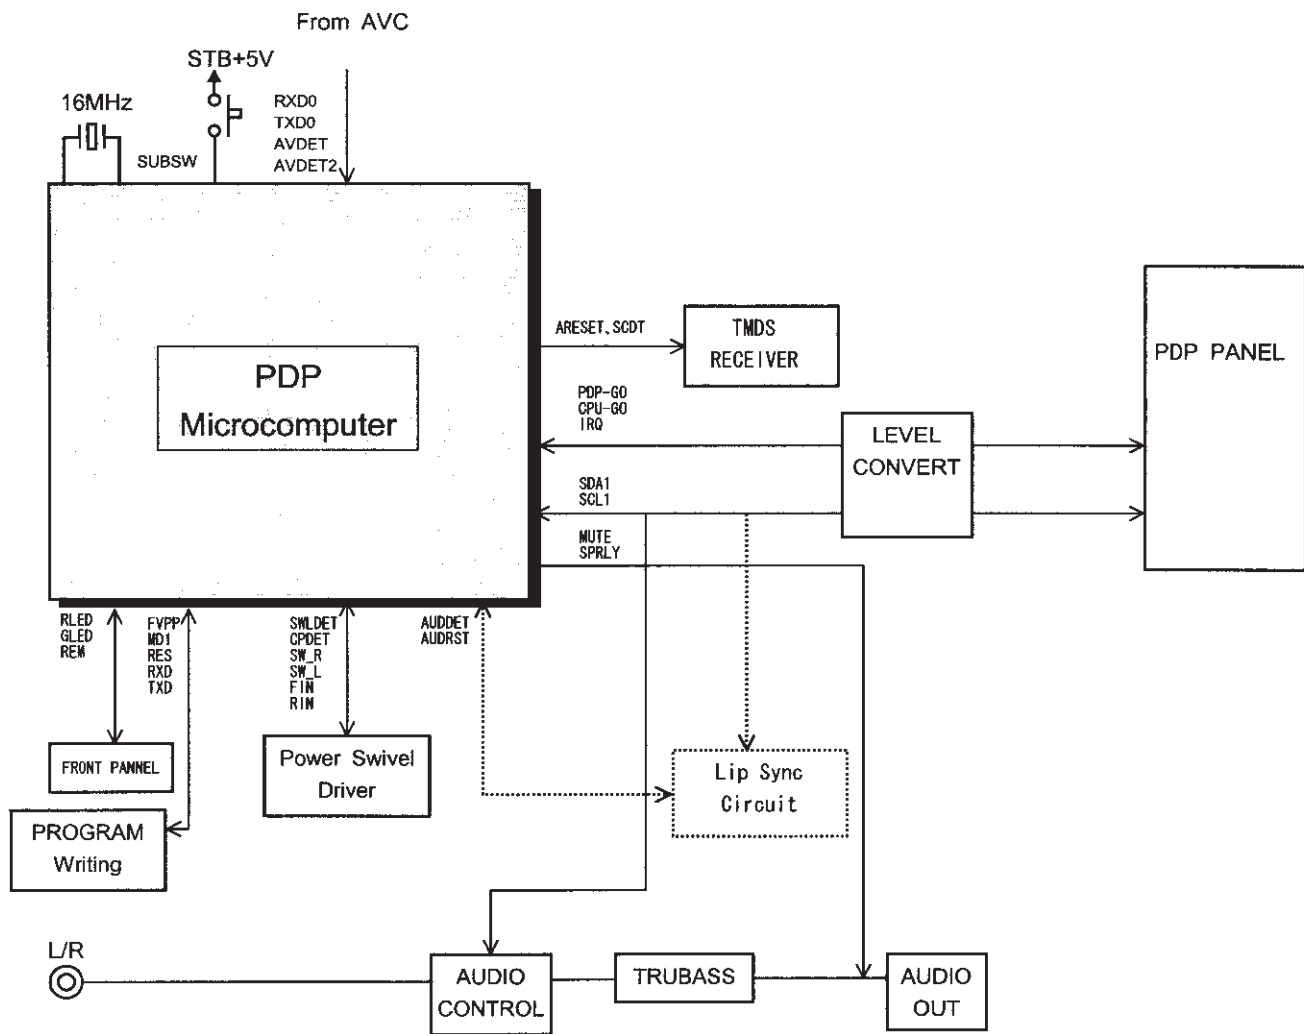 From AVC
STB+5V
16MHz
RXD0
TXD0
AVDET
AVDET2
SUBSW
PDP
Microcomputer
ARESET、SCDT
TMDS
RECEIVER
PDP PANEL
PDP-GO
CPU-GO
IRQ
LEVEL
CONVERT
SDA1
SCL1
MUTE
SPRLY
RLED
GLED
REM
FVPP
MD1
RES
RXD
TXD
SWLDET
CPDET
SW_R
SW_L
FIN
RIN
AUDDET
AUDRST
FRONT PANNEL
Power Swivel
Driver
Lip Sync
Circuit
PROGRAM
Writing
L/R
AUDIO
CONTROL
TRUBASS
AUDIO
OUT